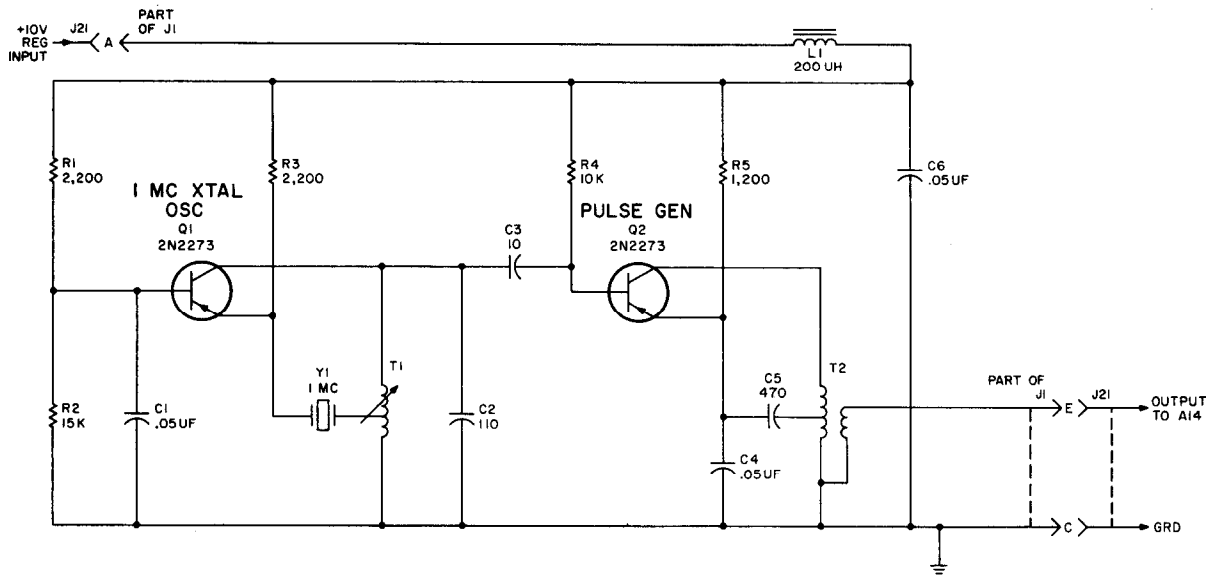 +10V
REG
INPUT
J21
A
PART
OF J1
L1
200 UH
R1
2,200
R3
2,200
R4
10K
R5
1,200
C6
.05UF
1 MC XTAL
OSC
Q1
2N2273
C3
10
PULSE GEN
Q2
2N2273
R2
15K
C1
.05UF
Y1
1 MC
T1
C2
110
C5
470
T2
C4
.05UF
PART OF
J1
E
J21
OUTPUT
TO A14
C
GRD